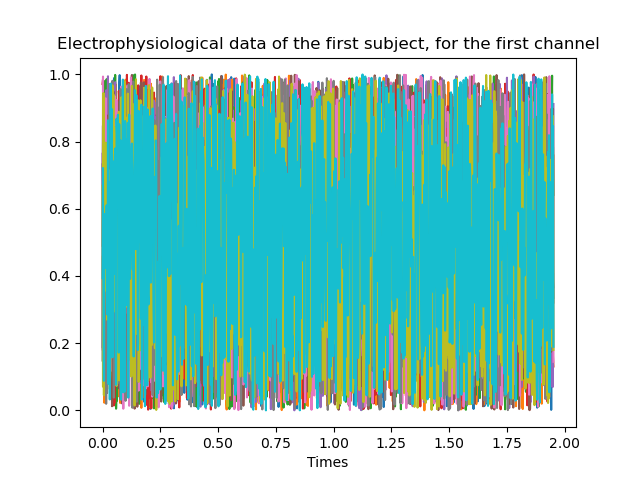 Electrophysiological data of the first subject, for the first channel
1.0
0.8
0.6
0.4
0.2
0.0
0.00 0.25 0.50 0.75 1.00 1.25 1.50 1.75 2.00
Times